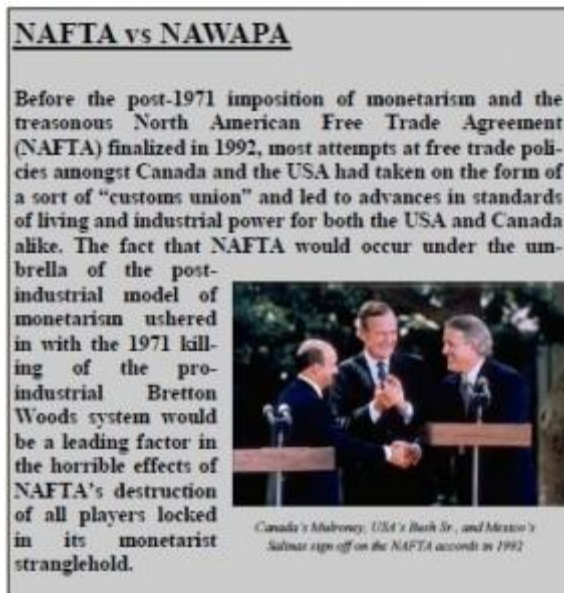 NAFTA vs NAWAPA
Before the post-1971 imposition of monetarism and the
treasonous North American Free Trade Agreement
(NAFTA) finalized in 1992, most attempts at free trade poli-
cies amongst Canada and the USA had taken on the form of
a sort of “customs union” and led to advances in standards
of living and industrial power for both the USA and Canada
alike. The fact that NAFTA would occur under the um-
brella of the post-
industrial model of
monetarism ushered
in with the 1971 kill-
ing of the pro-
industrial Bretton
Woods system would
be a leading factor in
the horrible effects of
NAFTA’s destruction
of all players locked
in its monetarist
stranglehold.
Canada’s Mulroney, USA’s Bush Sr., and Mexico’s
Salinas sign off on the NAFTA accords in 1992